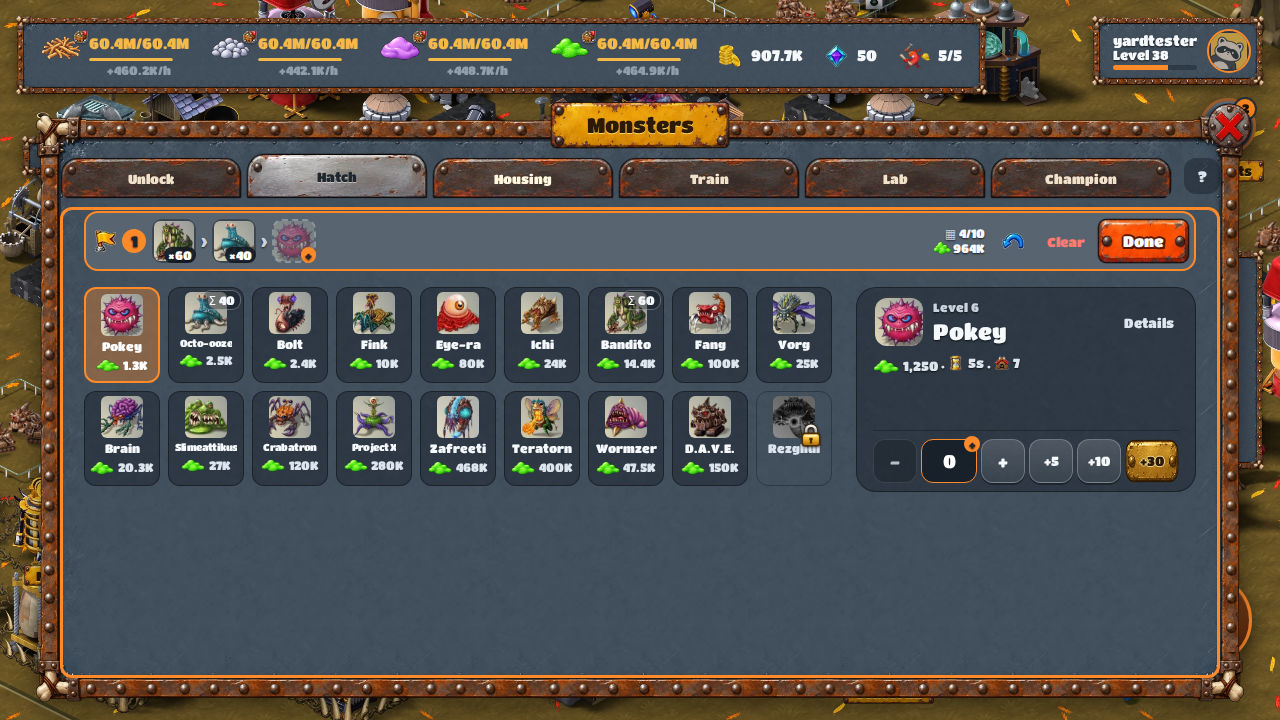 60.4M/60.4M 60.4M/60.4M 60.4M/60.4M 60.4M/60.4M 907.7K 50 5/5
+460.2K/h +442.1K/h +448.7K/h +464.9K/h
yardtester
Level 38
Monsters
Unlock Hatch Housing Train Lab Champion ?
1 ×60 › ×40 ›
4/10
964K
Clear Done
Σ 40 Σ 60
Pokey Octo-ooze Bolt Fink Eye-ra Ichi Bandito Fang Vorg
1.3K 2.5K 2.4K 10K 80K 24K 14.4K 100K 25K
Brain Slimeattikus Crabatron Project X Zafreeti Teratorn Wormzer D.A.V.E.
20.3K 27K 120K 280K 468K 400K 47.5K 150K
Level 6
Pokey
Details
1,250 · 5s · 7
- 0 + +5 +10 +30